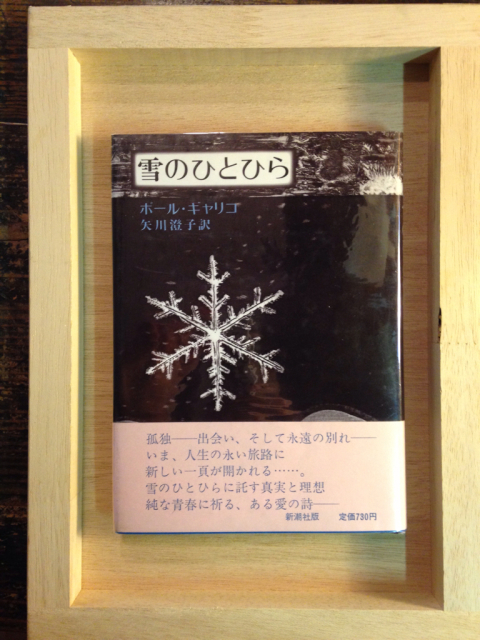 雪のひとひら
ポール・ギャリコ
矢川澄子訳
孤独──出会い、そして永遠の別れ──
いま、人生の永い旅路に
新しい一頁が開かれる……。
雪のひとひらに託す真実と理想
純な青春に祈る、ある愛の詩──
新潮社版 定価730円